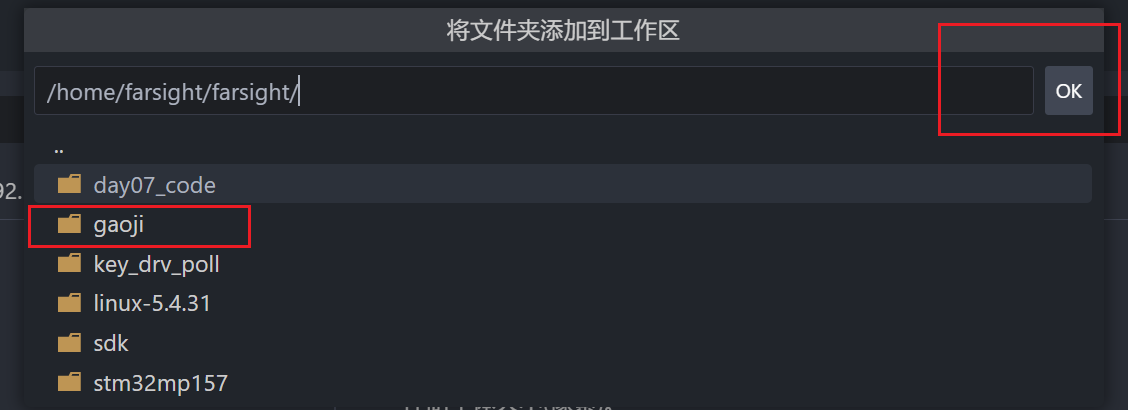 将文件夹添加到工作区
/home/farsight/farsight/
OK
..
day07_code
92.
gaoji
key_drv_poll
linux-5.4.31
sdk
stm32mp157